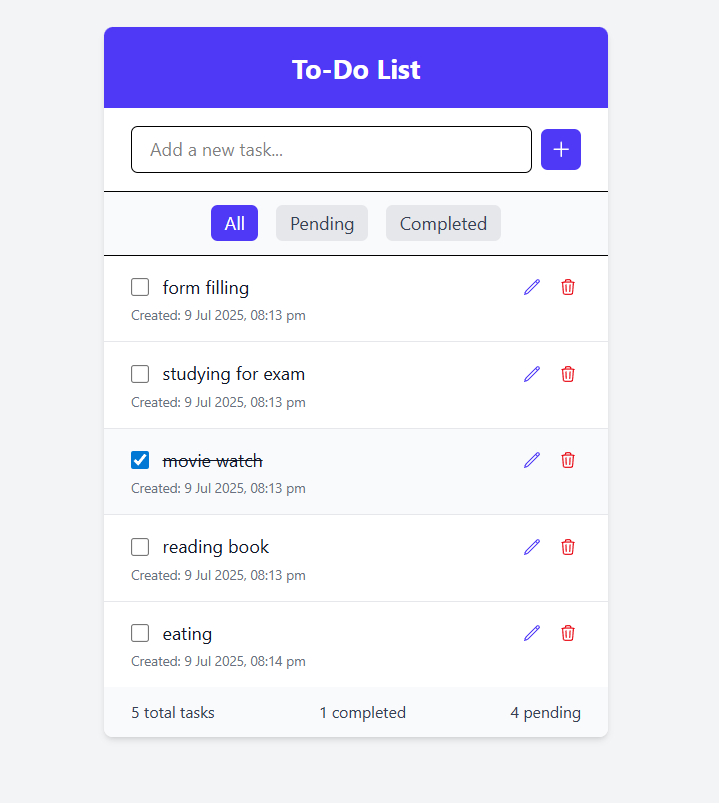 To-Do List
Add a new task...
All Pending Completed
form filling
Created: 9 Jul 2025, 08:13 pm
studying for exam
Created: 9 Jul 2025, 08:13 pm
movie watch
Created: 9 Jul 2025, 08:13 pm
reading book
Created: 9 Jul 2025, 08:13 pm
eating
Created: 9 Jul 2025, 08:14 pm
5 total tasks 1 completed 4 pending